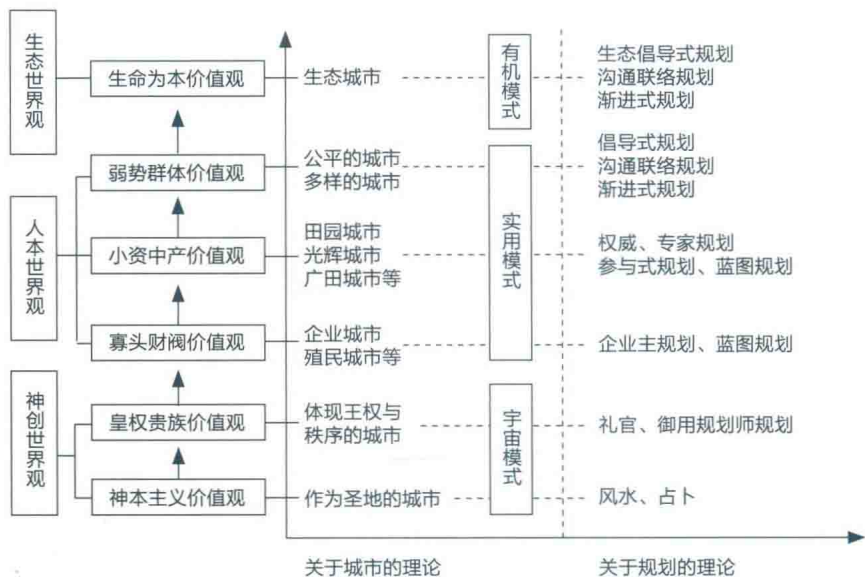 生态世界观
生命为本价值观
生态城市
有机模式
生态倡导式规划
沟通联络规划
渐进式规划
人本世界观
弱势群体价值观
公平的城市
多样的城市
实用模式
倡导式规划
沟通联络规划
渐进式规划
小资中产价值观
田园城市
光辉城市
广田城市等
权威、专家规划
参与式规划、蓝图规划
寡头财阀价值观
企业城市
殖民城市等
企业主规划、蓝图规划
神创世界观
皇权贵族价值观
体现王权与
秩序的城市
宇宙模式
礼官、御用规划师规划
神本主义价值观
作为圣地的城市
风水、占卜
关于城市的理论
关于规划的理论